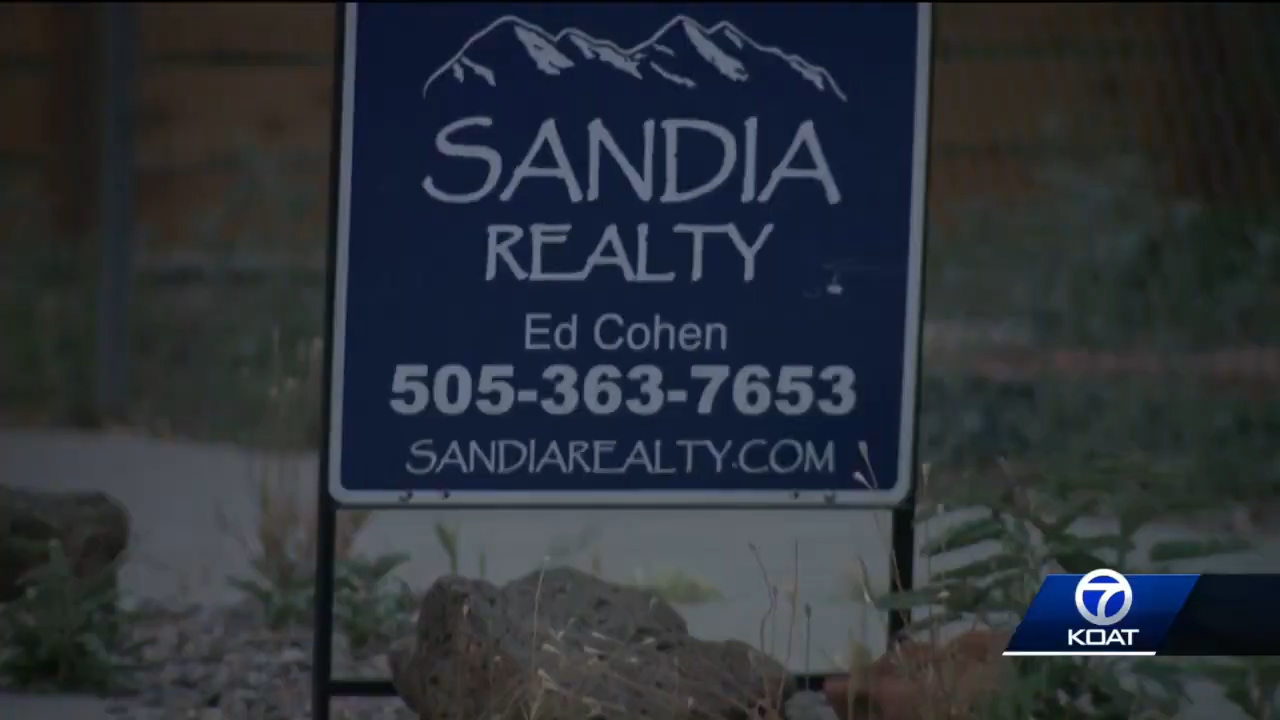 SANDIA
REALTY
Ed Cohen
505-363-7653
SANDIAREALTY.COM
7
KOAT